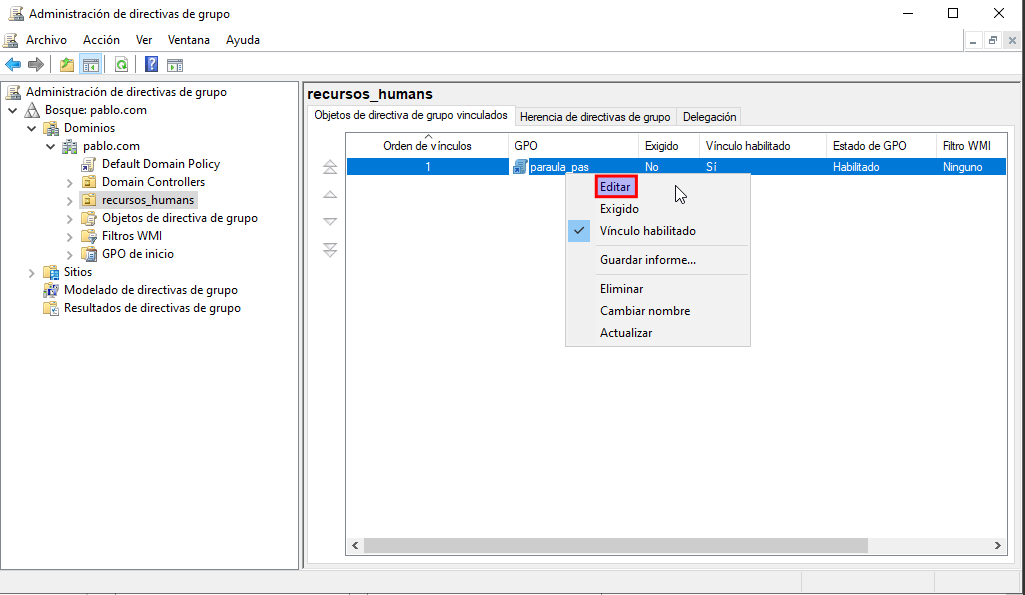 Administración de directivas de grupo
Archivo Acción Ver Ventana Ayuda
Administración de directivas de grupo
Bosque: pablo.com
Dominios
pablo.com
Default Domain Policy
Domain Controllers
recursos_humans
Objetos de directiva de grupo
Filtros WMI
GPO de inicio
Sitios
Modelado de directivas de grupo
Resultados de directivas de grupo
recursos_humans
Objetos de directiva de grupo vinculados Herencia de directivas de grupo Delegación
Orden de vínculos GPO Exigido Vínculo habilitado Estado de GPO Filtro WMI
1 paraula_pas No Sí Habilitado Ninguno
Editar
Exigido
Vínculo habilitado
Guardar informe...
Eliminar
Cambiar nombre
Actualizar